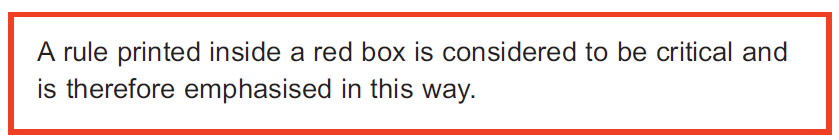 A rule printed inside a red box is considered to be critical and
is therefore emphasised in this way.